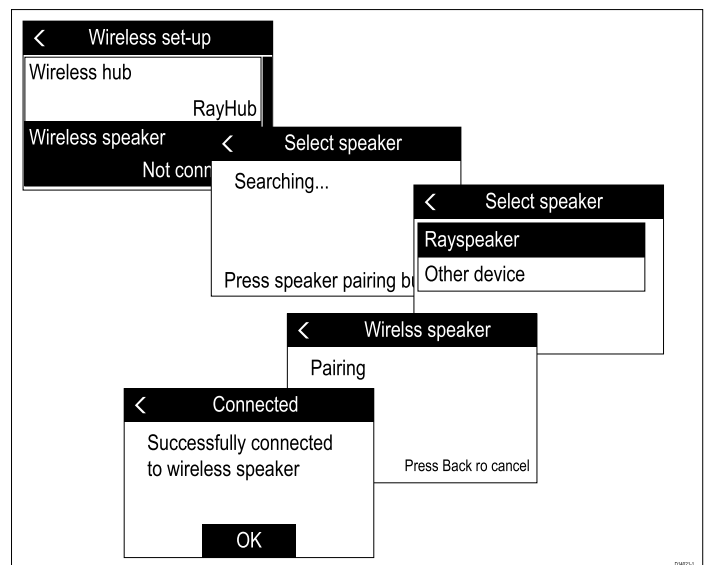 Wireless set-up
Wireless hub
RayHub
Wireless speaker
Not conn
Select speaker
Searching...
Press speaker pairing bu
Select speaker
Rayspeaker
Other device
Wirelss speaker
Pairing
Press Back ro cancel
Connected
Successfully connected
to wireless speaker
OK